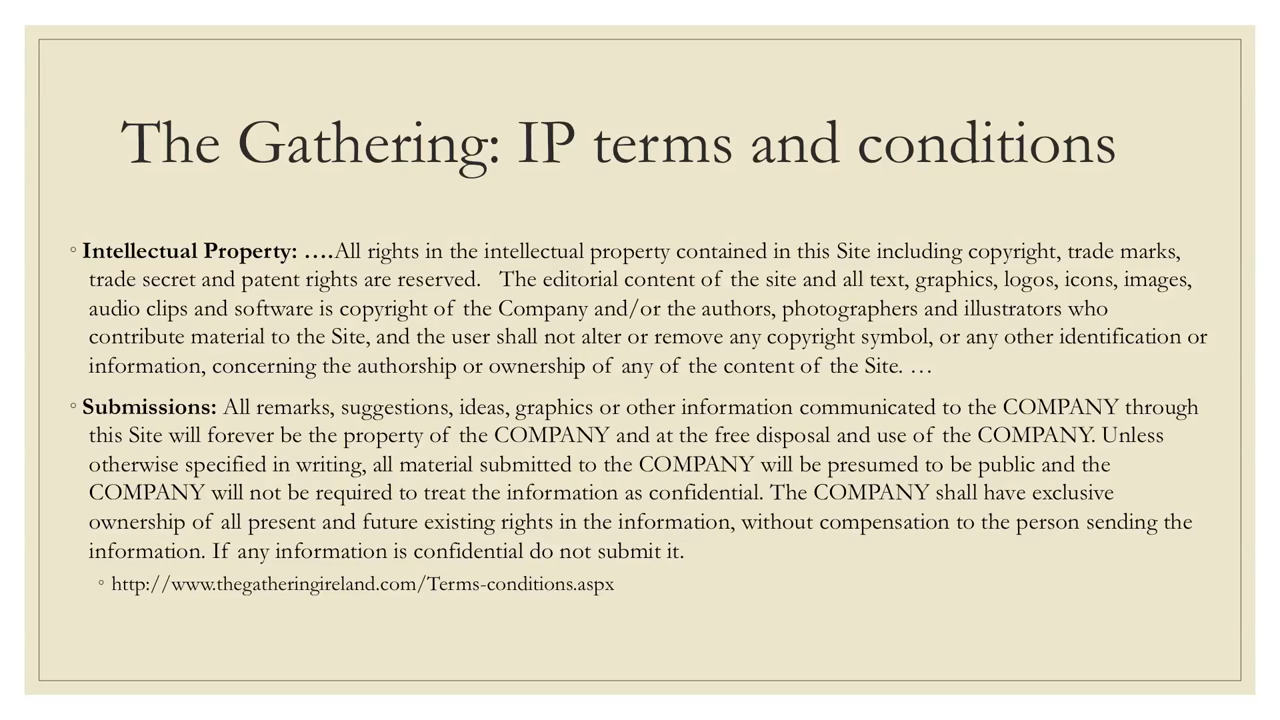 The Gathering: IP terms and conditions
◦ Intellectual Property: ….All rights in the intellectual property contained in this Site including copyright, trade marks,
trade secret and patent rights are reserved.   The editorial content of the site and all text, graphics, logos, icons, images,
audio clips and software is copyright of the Company and/or the authors, photographers and illustrators who
contribute material to the Site, and the user shall not alter or remove any copyright symbol, or any other identification or
information, concerning the authorship or ownership of any of the content of the Site. …
◦ Submissions: All remarks, suggestions, ideas, graphics or other information communicated to the COMPANY through
this Site will forever be the property of the COMPANY and at the free disposal and use of the COMPANY. Unless
otherwise specified in writing, all material submitted to the COMPANY will be presumed to be public and the
COMPANY will not be required to treat the information as confidential. The COMPANY shall have exclusive
ownership of all present and future existing rights in the information, without compensation to the person sending the
information. If any information is confidential do not submit it.
◦ http://www.thegatheringireland.com/Terms-conditions.aspx